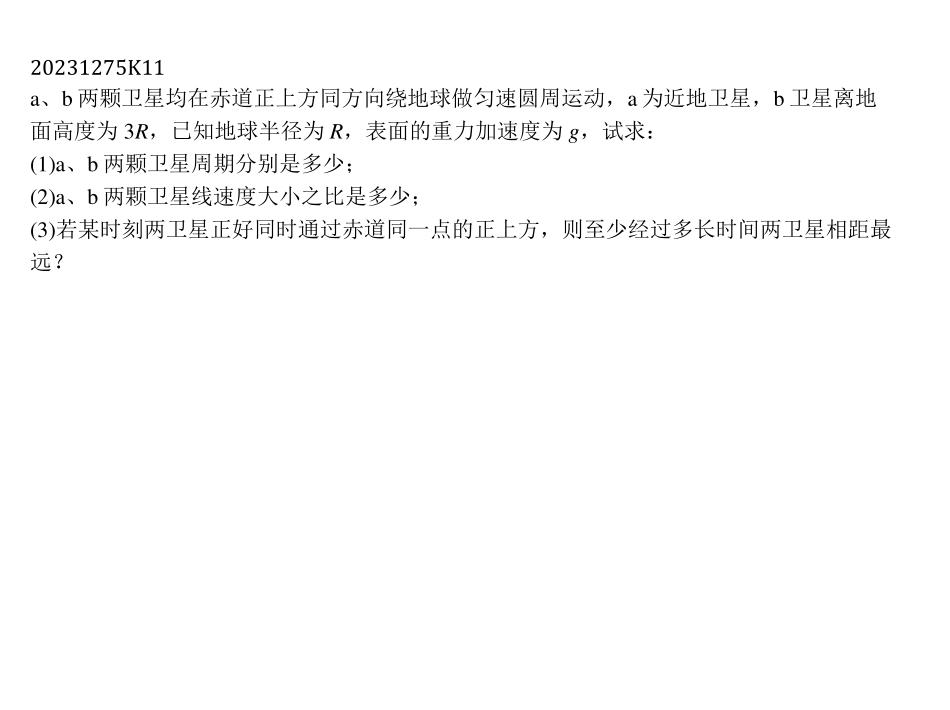 20231275K11
a、b 两颗卫星均在赤道正上方同方向绕地球做匀速圆周运动，a 为近地卫星，b 卫星离地
面高度为 3R，已知地球半径为 R，表面的重力加速度为 g，试求：
(1)a、b 两颗卫星周期分别是多少；
(2)a、b 两颗卫星线速度大小之比是多少；
(3)若某时刻两卫星正好同时通过赤道同一点的正上方，则至少经过多长时间两卫星相距最
远？